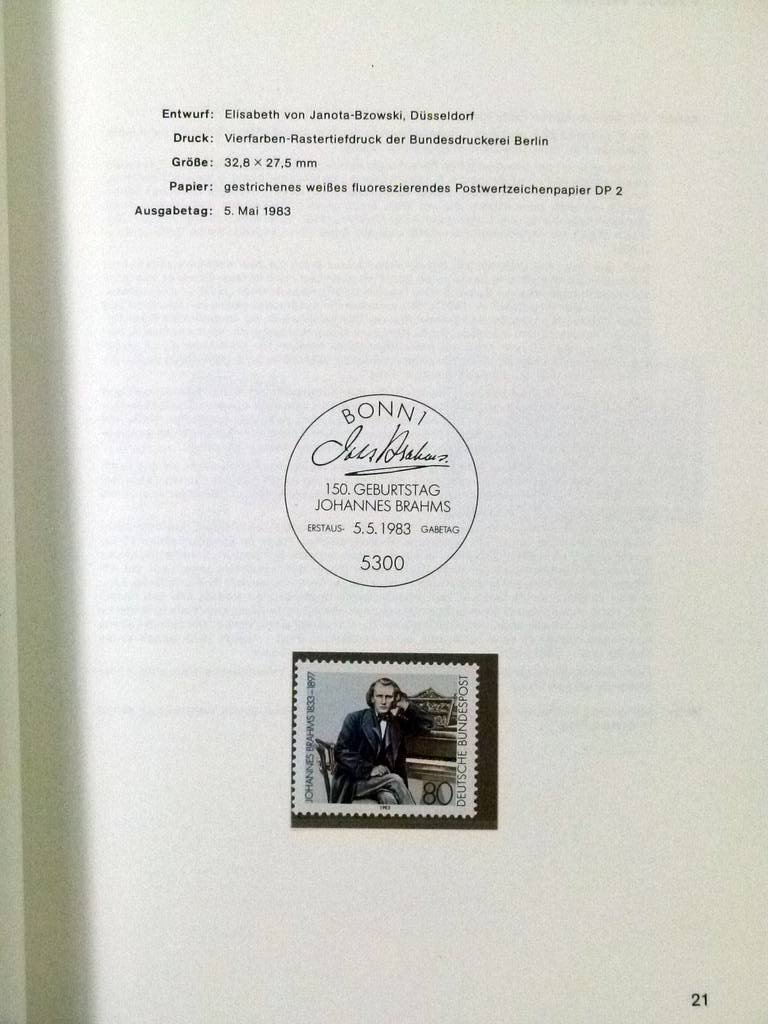 Entwurf: Elisabeth von Janota-Bzowski, Düsseldorf
Druck: Vierfarben-Rastertiefdruck der Bundesdruckerei Berlin
Größe: 32,8 × 27,5 mm
Papier: gestrichenes weißes fluoreszierendes Postwertzeichenpapier DP 2
Ausgabetag: 5. Mai 1983
BONN 1
Johs Brahms.
150. GEBURTSTAG
JOHANNES BRAHMS
ERSTAUS- 5.5.1983 GABETAG
5300
JOHANNES BRAHMS 1833–1897
DEUTSCHE BUNDESPOST
80
1983
21